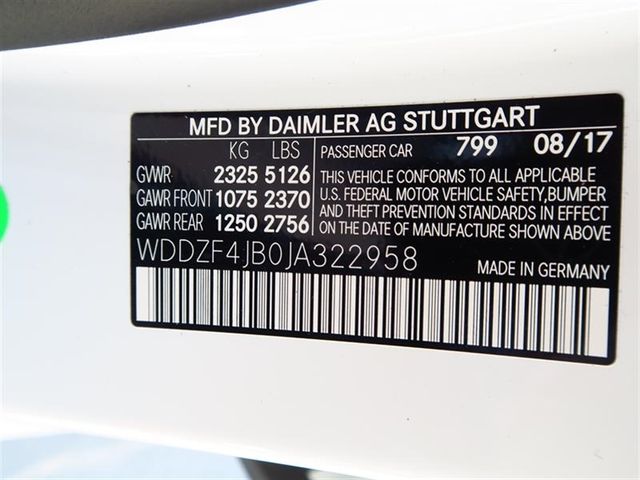 MFD BY DAIMLER AG STUTTGART
KG LBS
GVWR 2325 5126
GAWR FRONT 1075 2370
GAWR REAR 1250 2756
PASSENGER CAR 799 08/17
THIS VEHICLE CONFORMS TO ALL APPLICABLE
U.S. FEDERAL MOTOR VEHICLE SAFETY,BUMPER
AND THEFT PREVENTION STANDARDS IN EFFECT
ON THE DATE OF MANUFACTURE SHOWN ABOVE.
WDDZF4JB0JA322958
MADE IN GERMANY